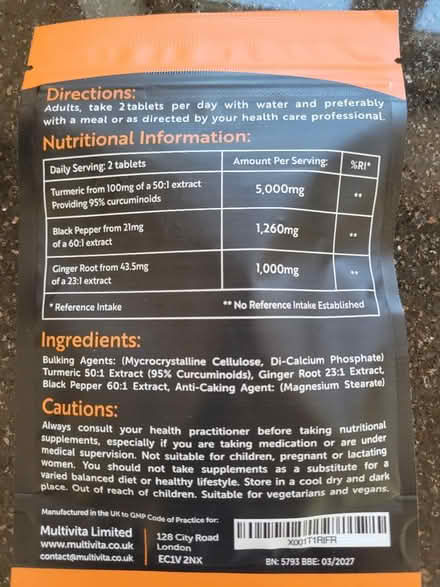 Directions:
Adults, take 2 tablets per day with water and preferably
with a meal or as directed by your health care professional.
Nutritional Information:
Daily Serving: 2 tablets
Amount Per Serving:
%RI*
Turmeric from 100mg of a 50:1 extract
Providing 95% curcuminoids
5,000mg
**
Black Pepper from 21mg
of a 60:1 extract
1,260mg
**
Ginger Root from 43.5mg
of a 23:1 extract
1,000mg
**
* Reference Intake
** No Reference Intake Established
Ingredients:
Bulking Agents: (Mycrocrystalline Cellulose, Di-Calcium Phosphate)
Turmeric 50:1 Extract (95% Curcuminoids), Ginger Root 23:1 Extract,
Black Pepper 60:1 Extract, Anti-Caking Agent: (Magnesium Stearate)
Cautions:
Always consult your health practitioner before taking nutritional
supplements, especially if you are taking medication or are under
medical supervision. Not suitable for children, pregnant or lactating
women. You should not take supplements as a substitute for a
varied balanced diet or healthy lifestyle. Store in a cool dry and dark
place. Out of reach of children. Suitable for vegetarians and vegans.
Manufactured in the UK to GMP Code of Practice for:
Multivita Limited
www.multivita.co.uk
contact@multivita.co.uk
128 City Road
London
EC1V 2NX
X001T1RIFR
BN: 5793 BBE: 03/2027